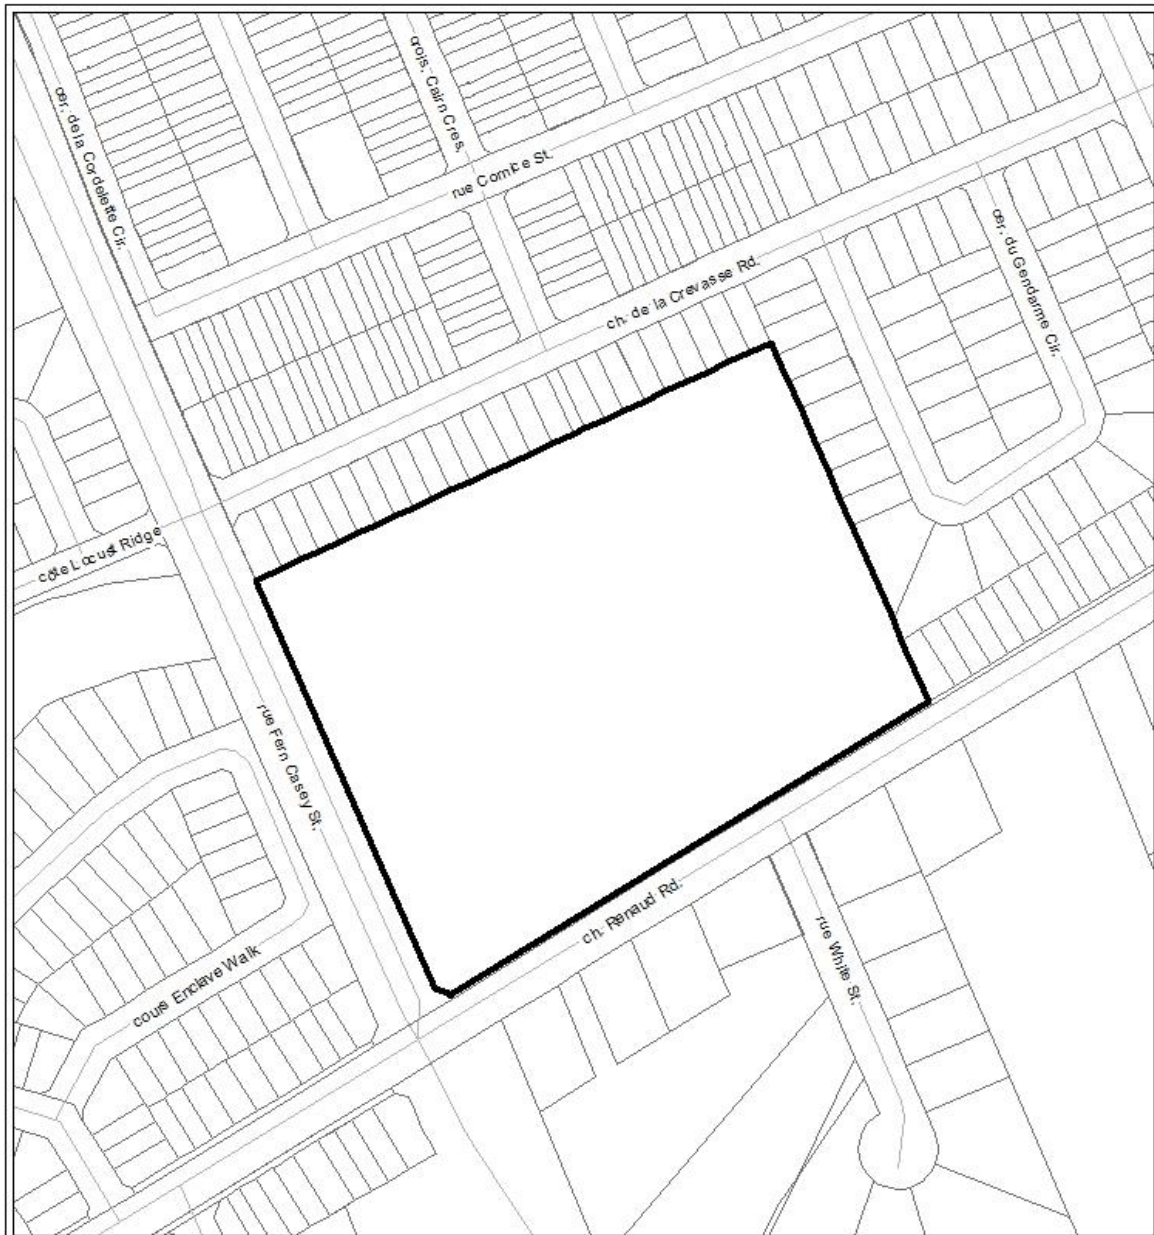 crois. Cairn Cres.
cer. de la Cordelette Cir.
rue Cornice St.
cer. du Gendarme Cir.
ch. de la Crevasse Rd.
côte Locust Ridge
rue Fern Casey St.
ch. Renaud Rd.
rue White St.
cours Enclave Walk